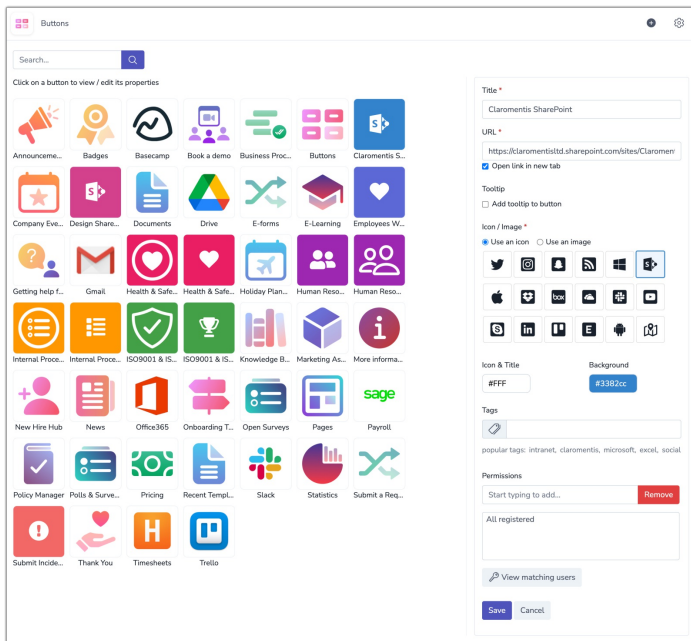 Buttons
Search...
Click on a button to view / edit its properties
Announceme... Badges Basecamp Book a demo Business Proc... Buttons Claromentis S...
Company Eve... Design Share... Documents Drive E-forms E-Learning Employees W...
Getting help f... Gmail Health & Safe... Health & Safe... Holiday Plan... Human Reso... Human Reso...
Internal Proce... Internal Proce... ISO9001 & IS... ISO9001 & IS... Knowledge B... Marketing As... More informa...
sage
New Hire Hub News Office365 Onboarding T... Open Surveys Pages Payroll
Policy Manager Polls & Surve... Pricing Recent Templ... Slack Statistics Submit a Req...
Submit Incide... Thank You Timesheets Trello
Title *
Claromentis SharePoint
URL *
https://claromentisltd.sharepoint.com/sites/Claroment
Open link in new tab
Tooltip
Add tooltip to button
Icon / Image *
Use an icon Use an image
box
Icon & Title Background
#FFF #3382cc
Tags
popular tags: intranet, claromentis, microsoft, excel, social
Permissions
Start typing to add... Remove
All registered
View matching users
Save Cancel